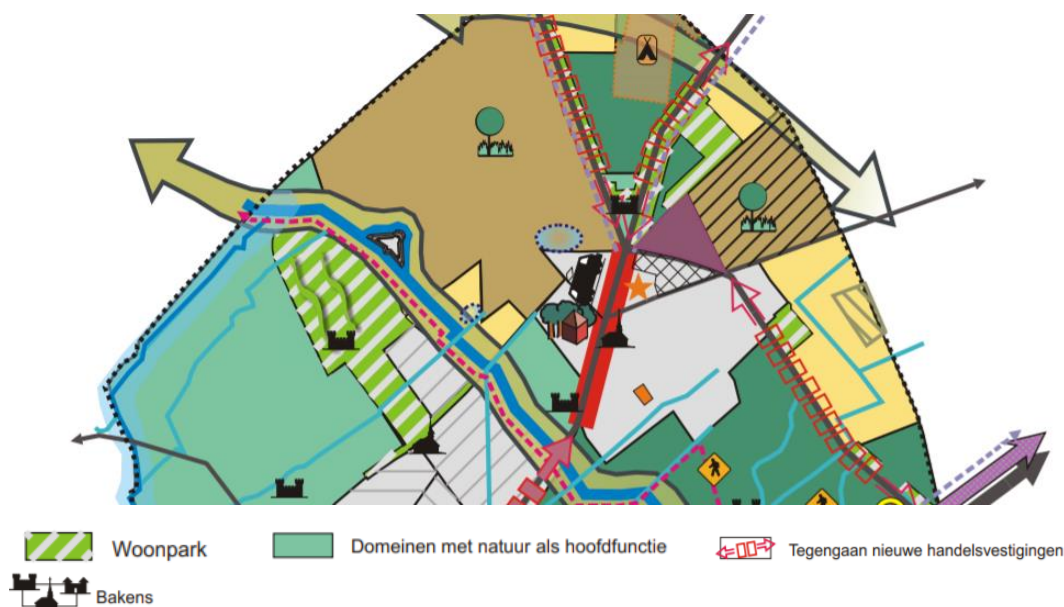 Woonpark
Domeinen met natuur als hoofdfunctie
Tegengaan nieuwe handelsvestigingen
Bakens